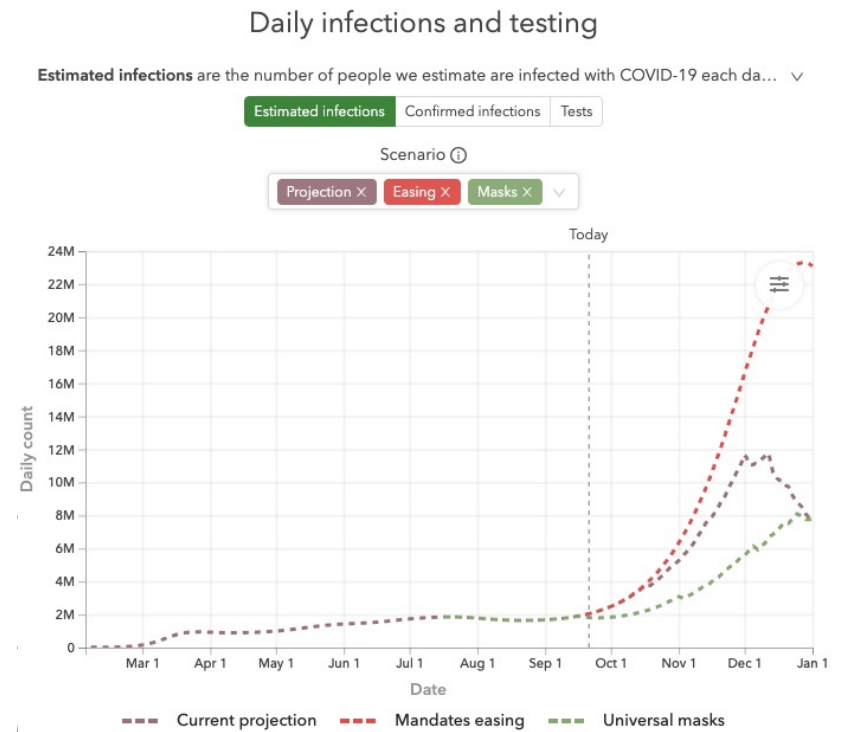 Daily infections and testing
Estimated infections are the number of people we estimate are infected with COVID-19 each da...
Estimated infections Confirmed infections Tests
Scenario
Projection × Easing × Masks ×
Today
24M
22M
20M
18M
16M
14M
12M
10M
8M
6M
4M
2M
0
Daily count
Mar 1 Apr 1 May 1 Jun 1 Jul 1 Aug 1 Sep 1 Oct 1 Nov 1 Dec 1 Jan 1
Date
Current projection Mandates easing Universal masks